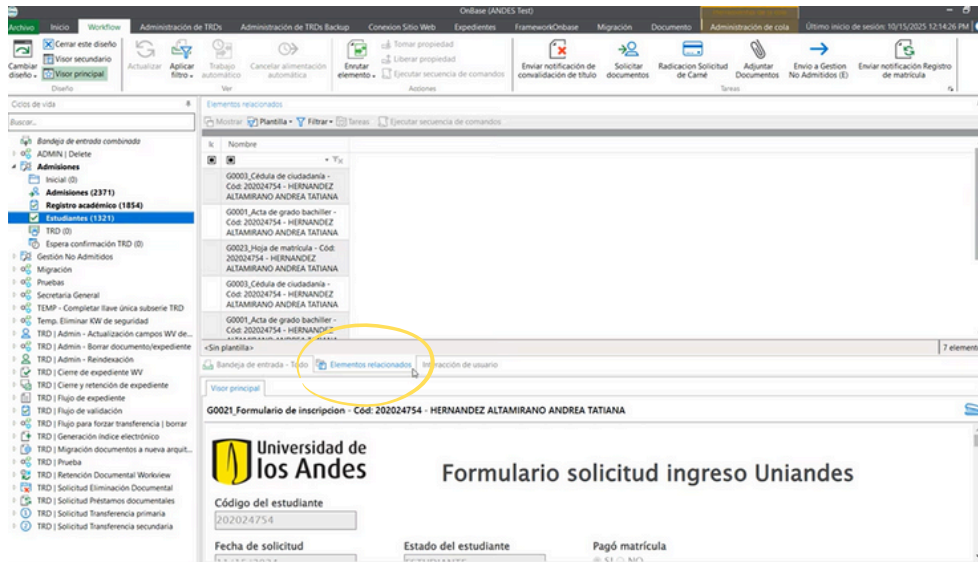 OnBase (ANDES Test)
Archivo Inicio Workflow Administración de TRDs Administración de TRDs Backup Conexion Sitio Web Expedientes FrameworkOnbase Migración Documento Administración de cola Último inicio de sesión: 10/15/2025 12:14:26 PM
Cambiar diseño
Cerrar este diseño
Visor secundario
Visor principal
Diseño
Actualizar
Aplicar filtro
Trabajo automático
Cancelar alimentación automática
Ver
Enrutar elemento
Tomar propiedad
Liberar propiedad
Ejecutar secuencia de comandos
Acciones
Enviar notificación de convalidación de título
Solicitar documentos
Radicacion Solicitud de Carné
Adjuntar Documentos
Envio a Gestion No Admitidos (E)
Enviar notificación Registro de matrícula
Tareas
Ciclos de vida
Buscar...
Bandeja de entrada combinada
ADMIN | Delete
Admisiones
Inicial (0)
Admisiones (2371)
Registro académico (1854)
Estudiantes (1321)
TRD (0)
Espera confirmación TRD (0)
Gestión No Admitidos
Migración
Pruebas
Secretaria General
TEMP - Completar llave única subserie TRD
Temp. Eliminar KW de seguridad
TRD | Admin - Actualización campos WV de...
TRD | Admin - Borrar documento/expediente
TRD | Admin - Reindexación
TRD | Cierre de expediente WV
TRD | Cierre y retención de expediente
TRD | Flujo de expediente
TRD | Flujo de validación
TRD | Flujo para forzar transferencia | borrar
TRD | Generación índice electrónico
TRD | Migración documentos a nueva arquit...
TRD | Prueba
TRD | Retención Documental Workview
TRD | Solicitud Eliminación Documental
TRD | Solicitud Préstamos documentales
TRD | Solicitud Transferencia primaria
TRD | Solicitud Transferencia secundaria
Elementos relacionados
Mostrar Plantilla Filtrar Tareas Ejecutar secuencia de comandos
Nombre
G0003_Cédula de ciudadanía -
Cód: 202024754 - HERNANDEZ
ALTAMIRANO ANDREA TATIANA
G0001_Acta de grado bachiller -
Cód: 202024754 - HERNANDEZ
ALTAMIRANO ANDREA TATIANA
G0023_Hoja de matrícula - Cód:
202024754 - HERNANDEZ
ALTAMIRANO ANDREA TATIANA
G0003_Cédula de ciudadanía -
Cód: 202024754 - HERNANDEZ
ALTAMIRANO ANDREA TATIANA
G0001_Acta de grado bachiller -
Cód: 202024754 - HERNANDEZ
<Sin plantilla> 7 element
Bandeja de entrada - Todo Elementos relacionados Interacción de usuario
Visor principal
G0021_Formulario de inscripcion - Cód: 202024754 - HERNANDEZ ALTAMIRANO ANDREA TATIANA
Universidad de
los Andes
Formulario solicitud ingreso Uniandes
Código del estudiante
202024754
Fecha de solicitud Estado del estudiante Pagó matrícula
ESTUDIANTE SI NO